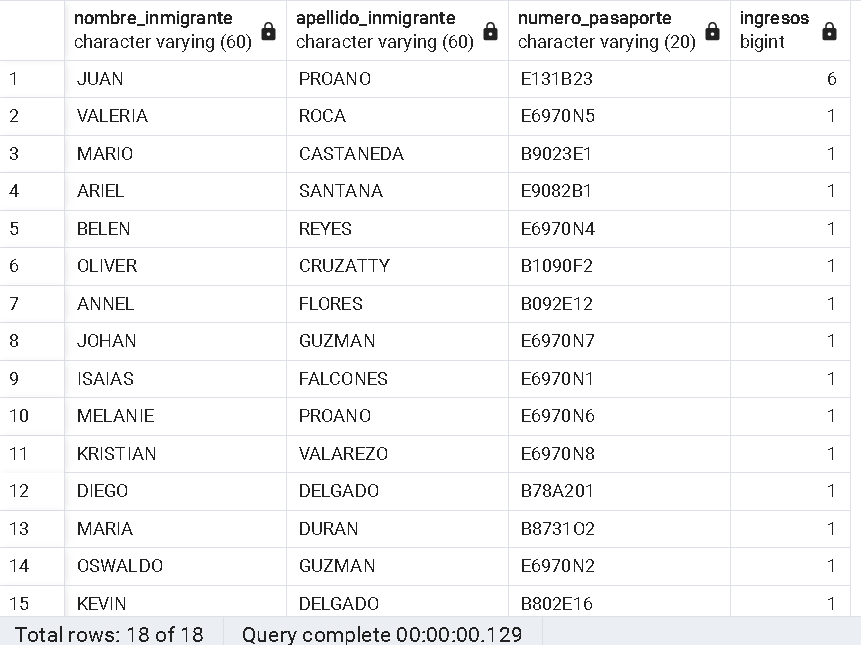 nombre_inmigrante apellido_inmigrante numero_pasaporte ingresos
character varying (60) character varying (60) character varying (20) bigint
1 JUAN PROANO E131B23 6
2 VALERIA ROCA E6970N5 1
3 MARIO CASTANEDA B9023E1 1
4 ARIEL SANTANA E9082B1 1
5 BELEN REYES E6970N4 1
6 OLIVER CRUZATTY B1090F2 1
7 ANNEL FLORES B092E12 1
8 JOHAN GUZMAN E6970N7 1
9 ISAIAS FALCONES E6970N1 1
10 MELANIE PROANO E6970N6 1
11 KRISTIAN VALAREZO E6970N8 1
12 DIEGO DELGADO B78A201 1
13 MARIA DURAN B8731O2 1
14 OSWALDO GUZMAN E6970N2 1
15 KEVIN DELGADO B802E16 1
Total rows: 18 of 18 Query complete 00:00:00.129